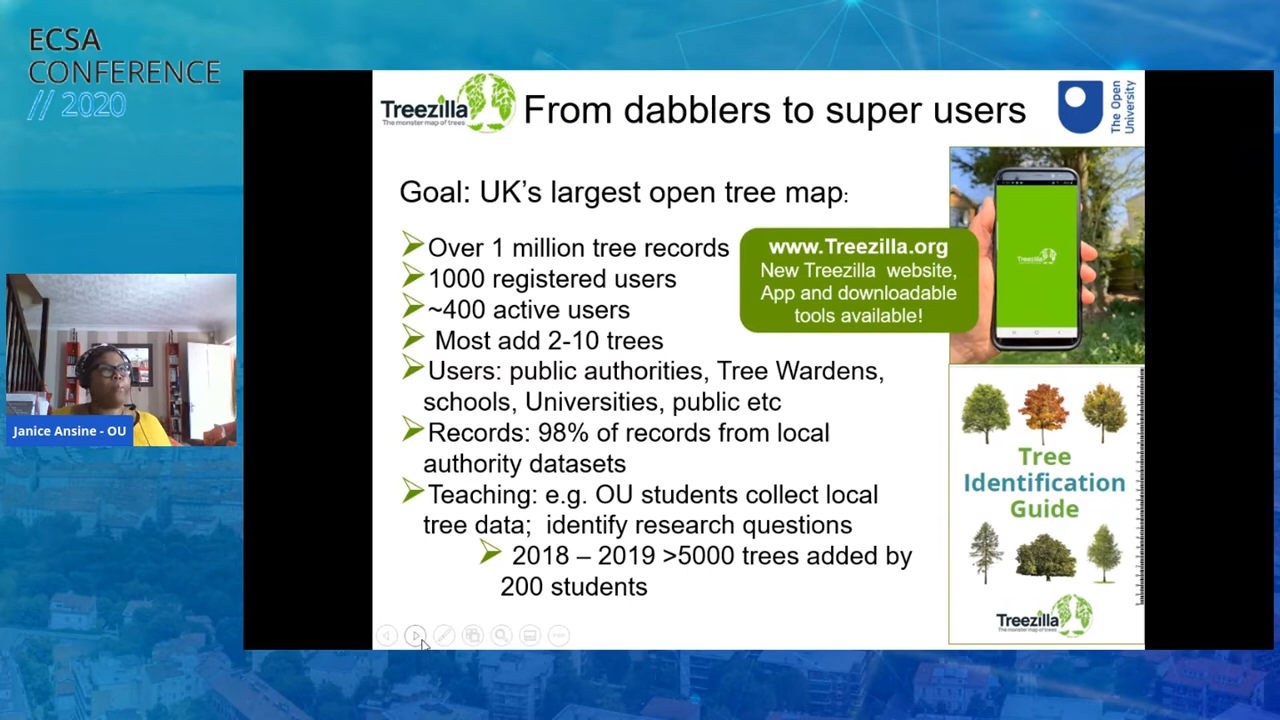 ECSA
CONFERENCE
// 2020
Treezilla
The monster map of trees
From dabblers to super users
The Open
University
Goal: UK's largest open tree map:
Over 1 million tree records
1000 registered users
~400 active users
Most add 2-10 trees
Users: public authorities, Tree Wardens,
schools, Universities, public etc
Records: 98% of records from local
authority datasets
Teaching: e.g. OU students collect local
tree data;  identify research questions
2018 – 2019 >5000 trees added by
200 students
www.Treezilla.org
New Treezilla  website,
App and downloadable
tools available!
Treezilla
Tree
Identification
Guide
Treezilla
The monster map of trees
Janice Ansine - OU